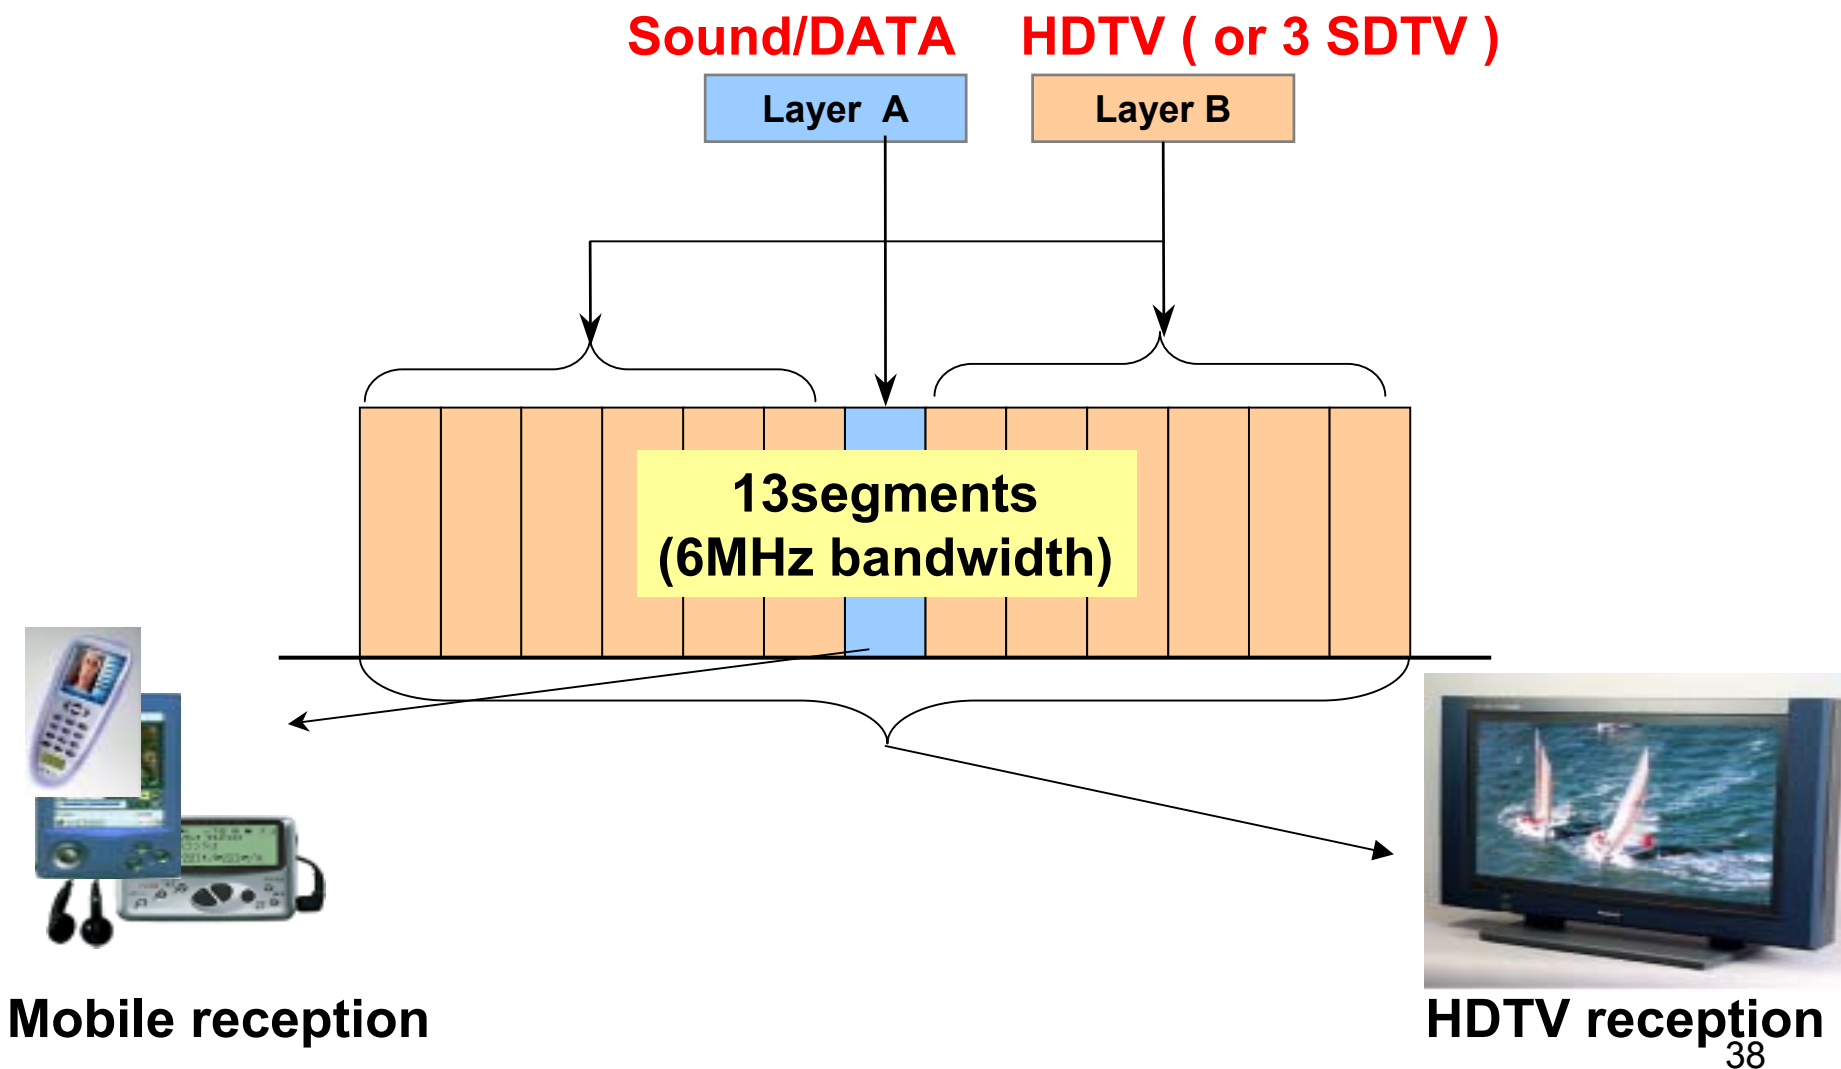 Sound/DATA HDTV ( or 3 SDTV )
Layer A Layer B
13segments
(6MHz bandwidth)
Mobile reception
HDTV reception
38